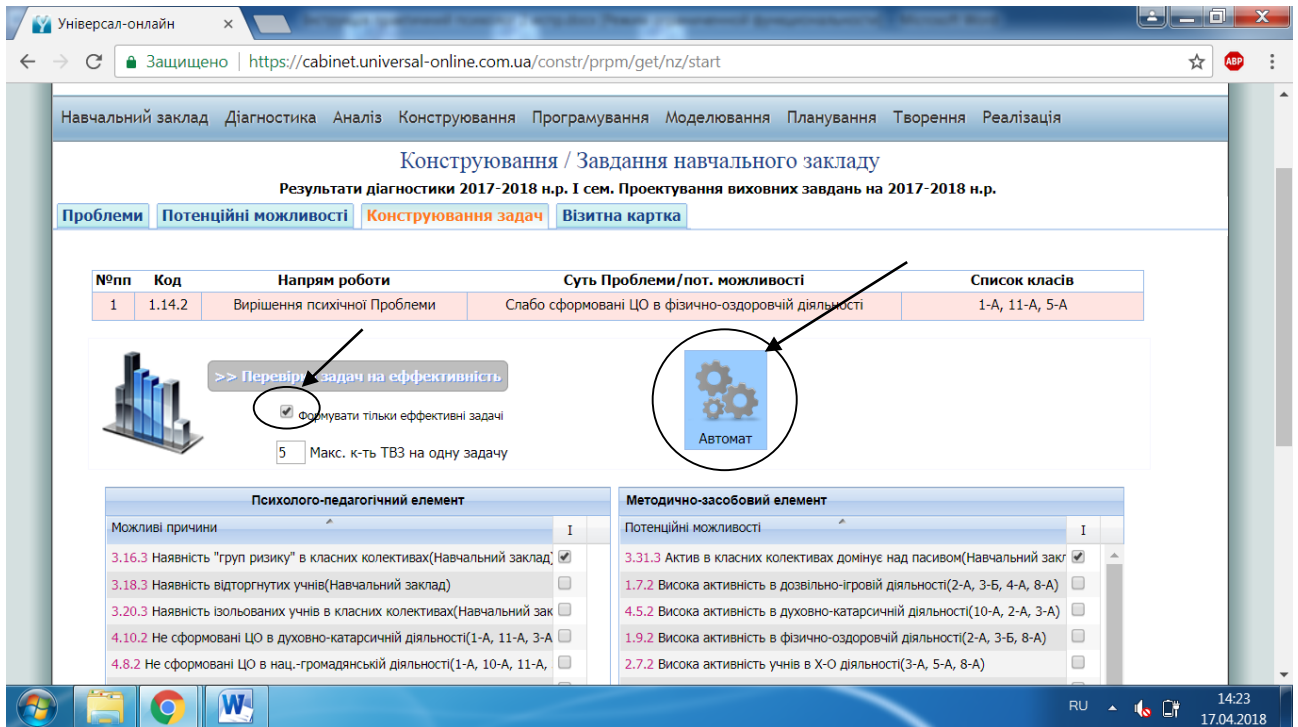 Універсал-онлайн
Защищено | https://cabinet.universal-online.com.ua/constr/prpm/get/nz/start
ABP
Навчальний заклад Діагностика Аналіз Конструювання Програмування Моделювання Планування Творення Реалізація
Конструювання / Завдання навчального закладу
Результати діагностики 2017-2018 н.р. І сем. Проектування виховних завдань на 2017-2018 н.р.
Проблеми Потенційні можливості Конструювання задач Візитна картка
№пп Код Напрям роботи Суть Проблеми/пот. можливості Список класів
1 1.14.2 Вирішення психічної Проблеми Слабо сформовані ЦО в фізично-оздоровчій діяльності 1-А, 11-А, 5-А
>> Перевірка задач на еффективність
Формувати тільки еффективні задачі
5 Макс. к-ть ТВЗ на одну задачу
Автомат
Психолого-педагогічний елемент
Можливі причини І
3.16.3 Наявність "груп ризику" в класних колективах(Навчальний заклад)
3.18.3 Наявність відторгнутих учнів(Навчальний заклад)
3.20.3 Наявність ізольованих учнів в класних колективах(Навчальний зак
4.10.2 Не сформовані ЦО в духовно-катарсичній діяльності(1-А, 11-А, 3-А
4.8.2 Не сформовані ЦО в нац.-громадянській діяльності(1-А, 10-А, 11-А,
Методично-засобовий елемент
Потенційні можливості І
3.31.3 Актив в класних колективах домінує над пасивом(Навчальний закл
1.7.2 Висока активність в дозвільно-ігровій діяльності(2-А, 3-Б, 4-А, 8-А)
4.5.2 Висока активність в духовно-катарсичній діяльності(10-А, 2-А, 3-А)
1.9.2 Висока активність в фізично-оздоровчій діяльності(2-А, 3-Б, 8-А)
2.7.2 Висока активність учнів в Х-О діяльності(3-А, 5-А, 8-А)
RU
14:23
17.04.2018